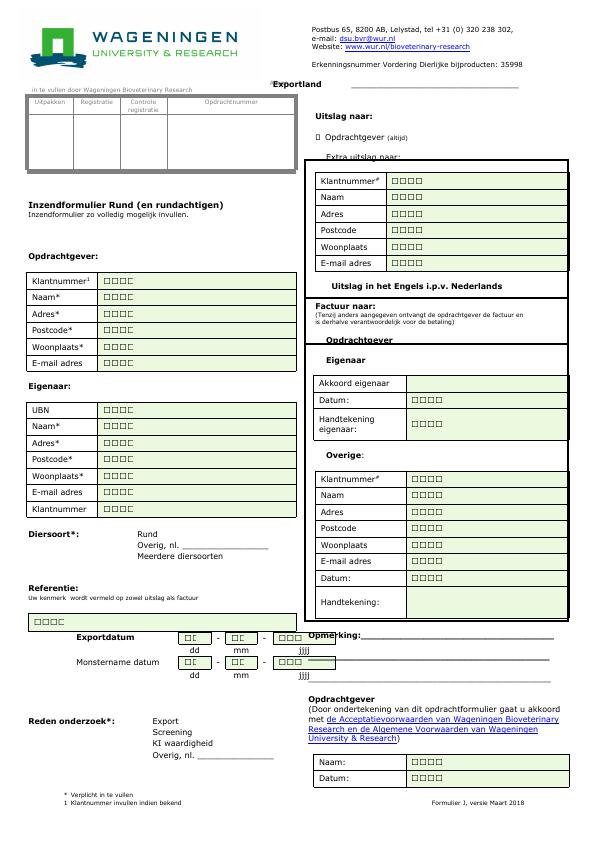 WAGENINGEN
UNIVERSITY & RESEARCH
Postbus 65, 8200 AB, Lelystad, tel +31 (0) 320 238 302,
e-mail: dsu.bvr@wur.nl
Website: www.wur.nl/bioveterinary-research
Erkenningsnummer Vordering Dierlijke bijproducten: 35998
Exportland
in te vullen door Wageningen Bioveterinary Research
Uitpakken Registratie Controle registratie Opdrachtnummer
Inzendformulier Rund (en rundachtigen)
Inzendformulier zo volledig mogelijk invullen.
Opdrachtgever:
Klantnummer1 □□□□
Naam* □□□□
Adres* □□□□
Postcode* □□□□
Woonplaats* □□□□
E-mail adres □□□□
Eigenaar:
UBN □□□□
Naam* □□□□
Adres* □□□□
Postcode* □□□□
Woonplaats* □□□□
E-mail adres □□□□
Klantnummer □□□□
Diersoort*: Rund
Overig, nl. ___________________
Meerdere diersoorten
Referentie:
Uw kenmerk wordt vermeld op zowel uitslag als factuur
□□□□
Exportdatum □□ - □□ - □□□
dd mm jjjj
Monstername datum □□ - □□ - □□□
dd mm jjjj
Reden onderzoek*: Export
Screening
KI waardigheid
Overig, nl. _________________
* Verplicht in te vullen
1 Klantnummer invullen indien bekend
Uitslag naar:
□ Opdrachtgever (altijd)
Extra uitslag naar:
Klantnummer# □□□□
Naam □□□□
Adres □□□□
Postcode □□□□
Woonplaats □□□□
E-mail adres □□□□
Uitslag in het Engels i.p.v. Nederlands
Factuur naar:
(Tenzij anders aangegeven ontvangt de opdrachtgever de factuur en
is derhalve verantwoordelijk voor de betaling)
Opdrachtgever
Eigenaar
Akkoord eigenaar
Datum: □□□□
Handtekening eigenaar: □□□□
Overige:
Klantnummer# □□□□
Naam □□□□
Adres □□□□
Postcode □□□□
Woonplaats □□□□
E-mail adres □□□□
Datum: □□□□
Handtekening:
Opmerking:
Opdrachtgever
(Door ondertekening van dit opdrachtformulier gaat u akkoord
met de Acceptatievoorwaarden van Wageningen Bioveterinary
Research en de Algemene Voorwaarden van Wageningen
University & Research)
Naam: □□□□
Datum: □□□□
Formulier J, versie Maart 2018